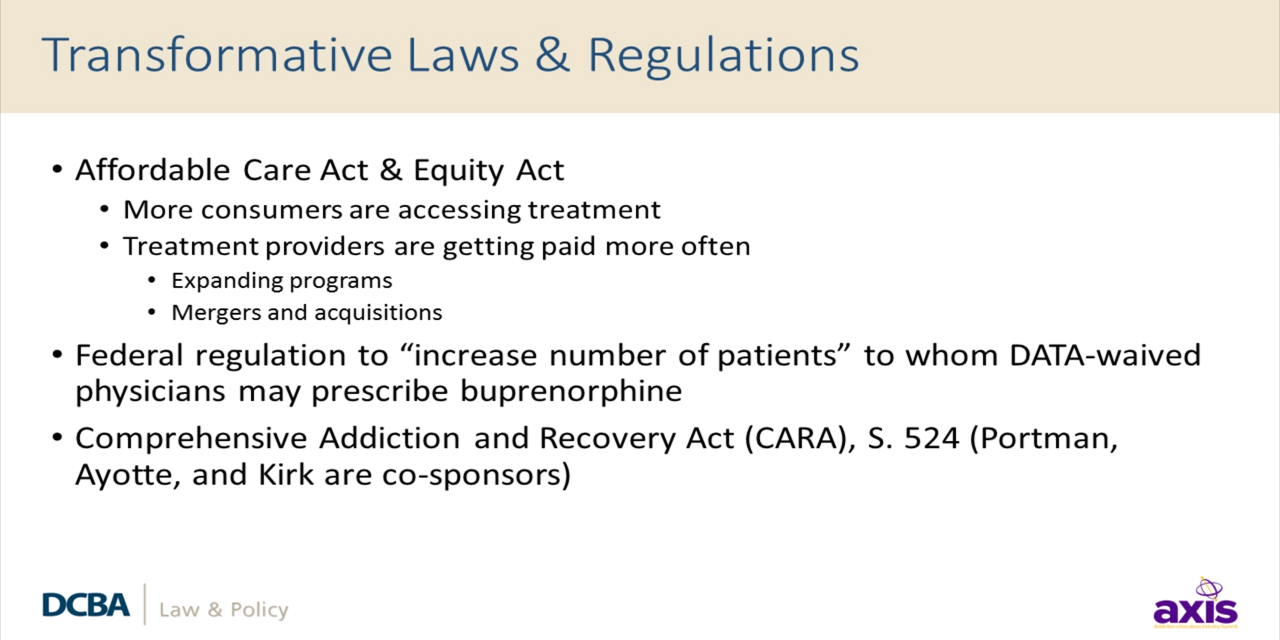 Transformative Laws & Regulations
• Affordable Care Act & Equity Act
• More consumers are accessing treatment
• Treatment providers are getting paid more often
• Expanding programs
• Mergers and acquisitions
• Federal regulation to “increase number of patients” to whom DATA-waived
physicians may prescribe buprenorphine
• Comprehensive Addiction and Recovery Act (CARA), S. 524 (Portman,
Ayotte, and Kirk are co-sponsors)
DCBA | Law & Policy
axis